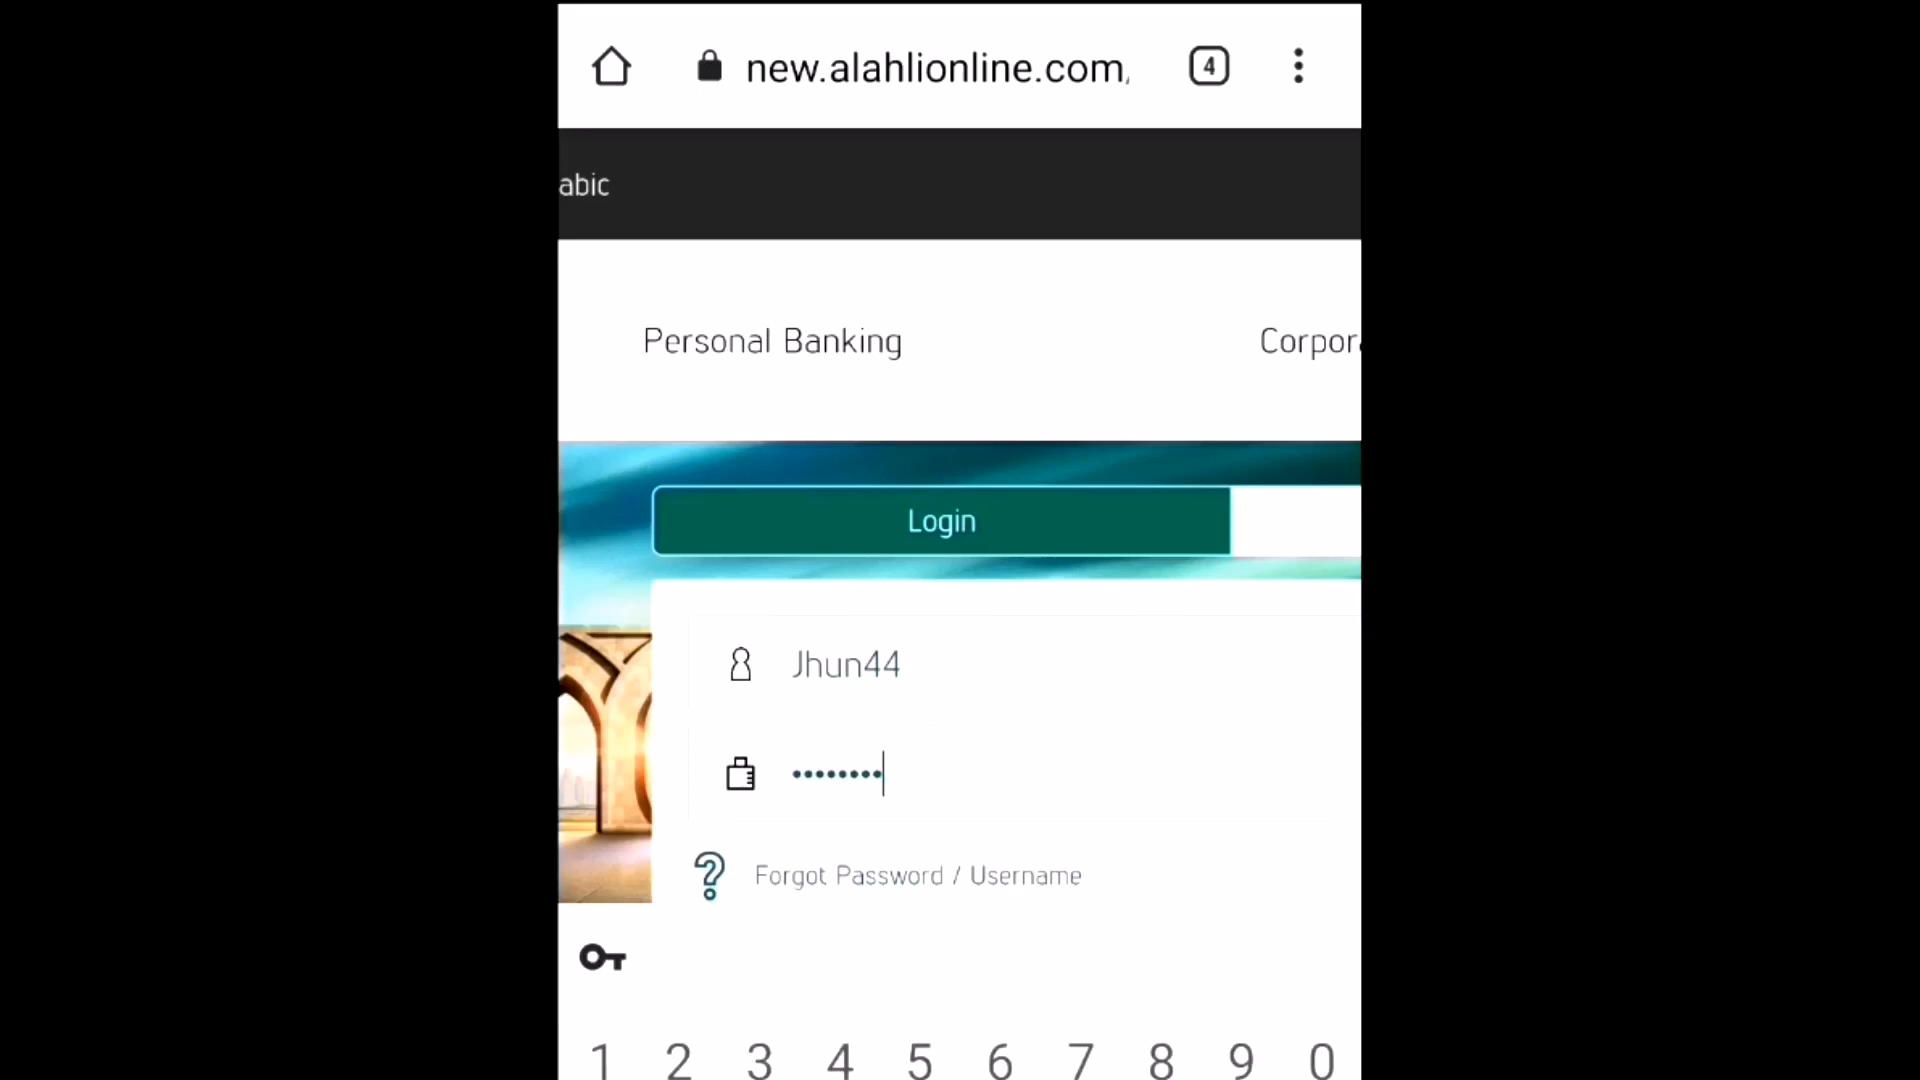 new.alahlionline.com
4
abic
Personal Banking
Corpor
Login
Jhun44
••••••••
Forgot Password / Username
1 2 3 4 5 6 7 8 9 0